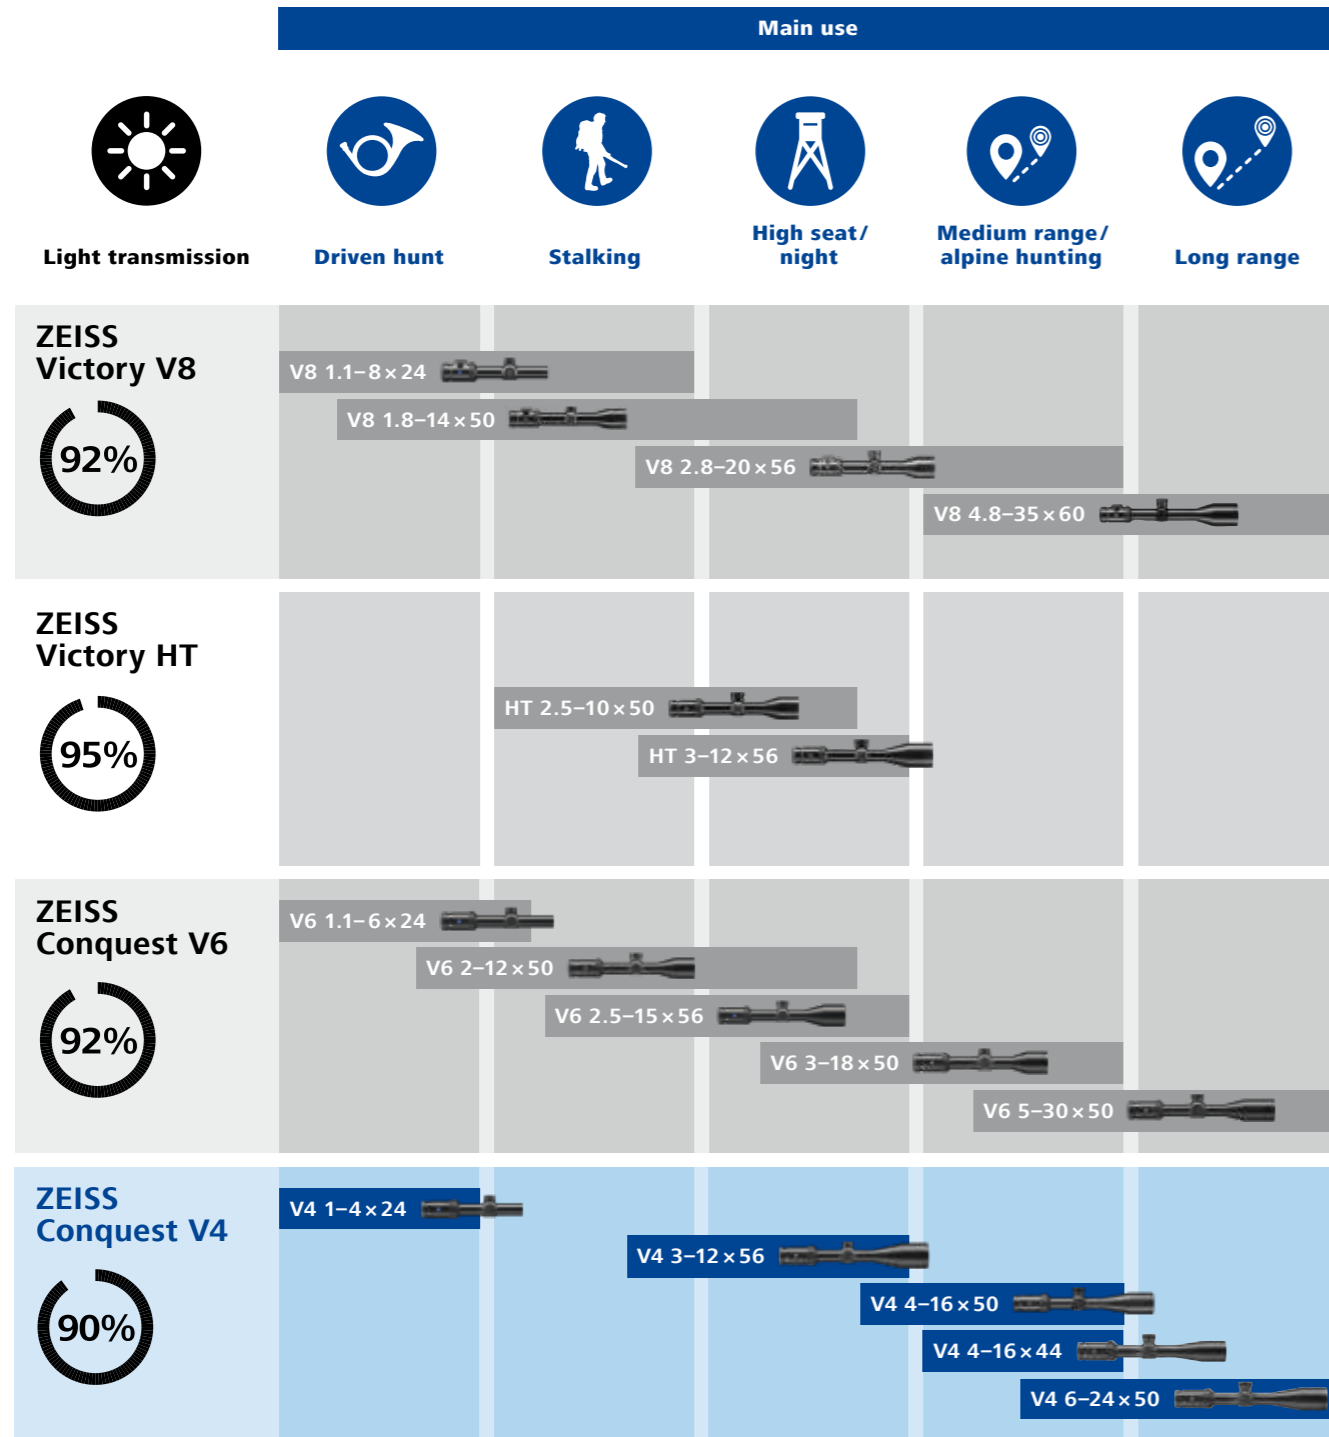 Main use
Light transmission
Driven hunt
Stalking
High seat/
night
Medium range/
alpine hunting
Long range
ZEISS
Victory V8
92%
V8 1.1–8×24
V8 1.8–14×50
V8 2.8–20×56
V8 4.8–35×60
ZEISS
Victory HT
95%
HT 2.5–10×50
HT 3–12×56
ZEISS
Conquest V6
92%
V6 1.1–6×24
V6 2–12×50
V6 2.5–15×56
V6 3–18×50
V6 5–30×50
ZEISS
Conquest V4
90%
V4 1–4×24
V4 3–12×56
V4 4–16×50
V4 4–16×44
V4 6–24×50